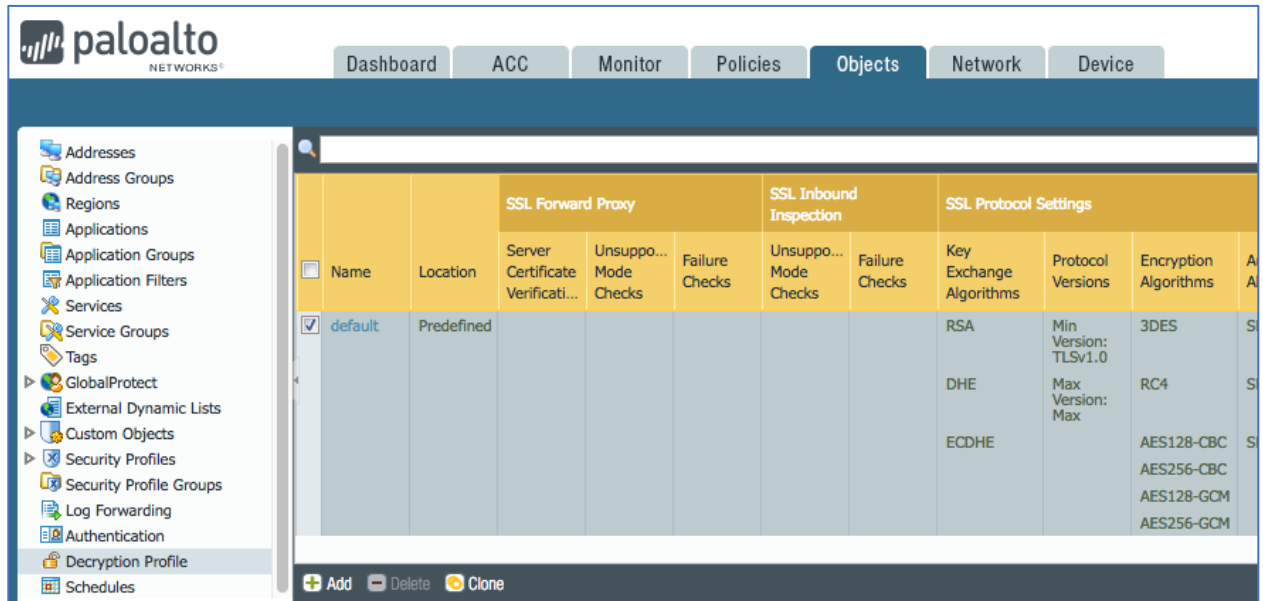 paloalto
NETWORKS®
Dashboard ACC Monitor Policies Objects Network Device
Addresses
Address Groups
Regions
Applications
Application Groups
Application Filters
Services
Service Groups
Tags
GlobalProtect
External Dynamic Lists
Custom Objects
Security Profiles
Security Profile Groups
Log Forwarding
Authentication
Decryption Profile
Schedules
SSL Forward Proxy
SSL Inbound
Inspection
SSL Protocol Settings
Name
Location
Server
Certificate
Verificati...
Unsuppo...
Mode
Checks
Failure
Checks
Unsuppo...
Mode
Checks
Failure
Checks
Key
Exchange
Algorithms
Protocol
Versions
Encryption
Algorithms
default
Predefined
RSA
DHE
ECDHE
Min
Version:
TLSv1.0
Max
Version:
Max
3DES
RC4
AES128-CBC
AES256-CBC
AES128-GCM
AES256-GCM
Add Delete Clone